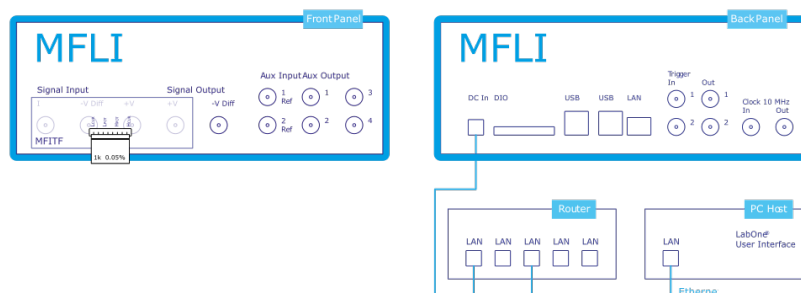 Front Panel
MFLI
Aux Input Aux Output
Signal Input
Signal Output
I
-V Diff
+V
+V
-V Diff
1
Ref
1
3
2
Ref
2
4
MFITF
1k 0.05%
Back Panel
MFLI
Trigger
In
Out
DC In
DIO
USB
USB
LAN
1
1
Clock 10 MHz
In
Out
2
2
Router
LAN
LAN
LAN
LAN
LAN
PC Host
LAN
LabOne®
User Interface
Etherne